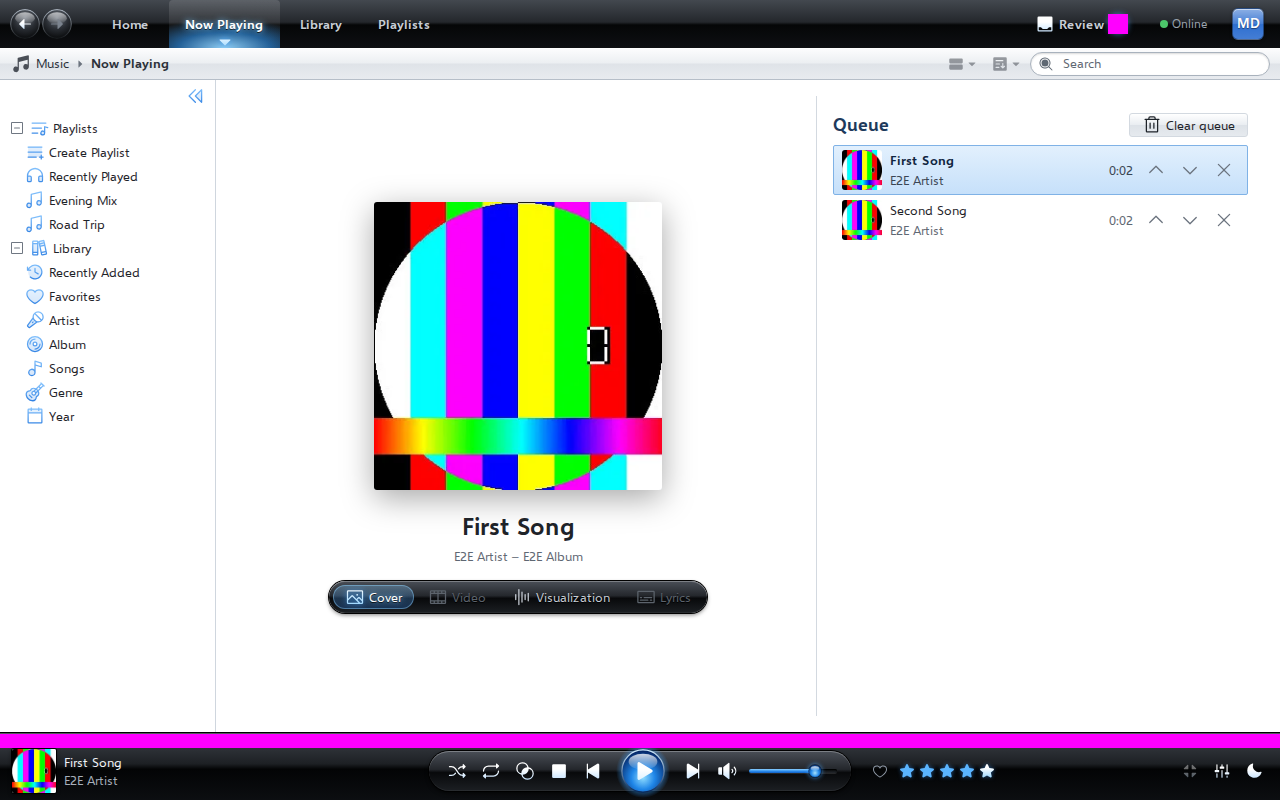 Home
Now Playing
Library
Playlists
Review
Online
MD
Music
Now Playing
Search
Playlists
Create Playlist
Recently Played
Evening Mix
Road Trip
Library
Recently Added
Favorites
Artist
Album
Songs
Genre
Year
First Song
E2E Artist – E2E Album
Cover
Video
Visualization
Lyrics
Queue
Clear queue
First Song
E2E Artist
0:02
Second Song
E2E Artist
0:02
First Song
E2E Artist